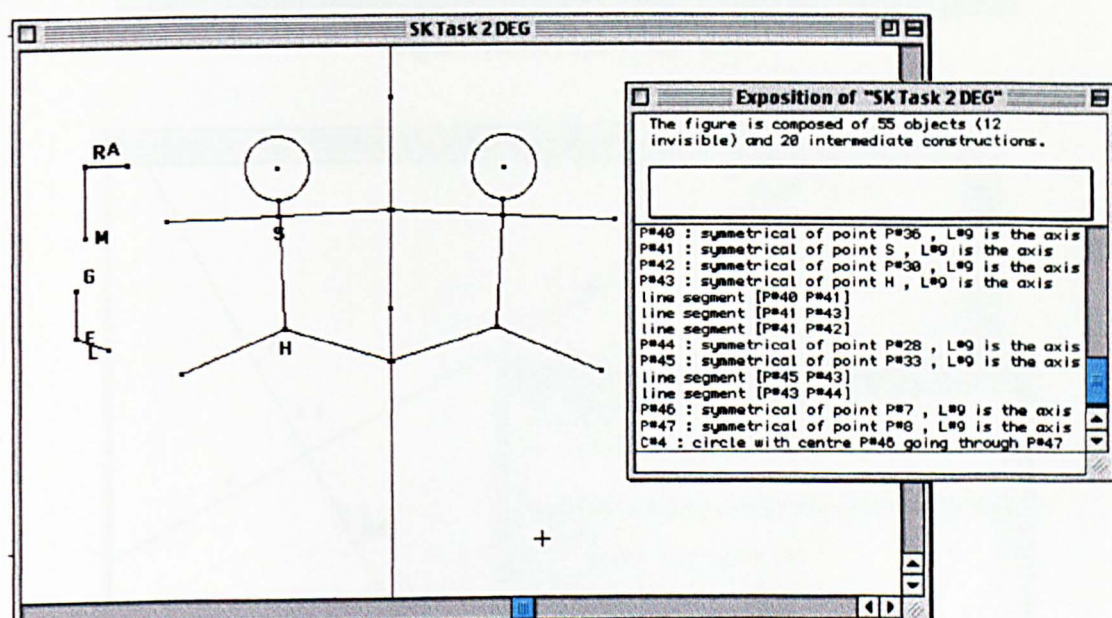 SK Task 2 DEG
R A
M
G
E
L
S
H
Exposition of "SK Task 2 DEG"
The figure is composed of 55 objects (12
invisible) and 20 intermediate constructions.
P#40 : symmetrical of point P#36 , L#9 is the axis
P#41 : symmetrical of point S , L#9 is the axis
P#42 : symmetrical of point P#30 , L#9 is the axis
P#43 : symmetrical of point H , L#9 is the axis
line segment [P#40 P#41]
line segment [P#41 P#43]
line segment [P#41 P#42]
P#44 : symmetrical of point P#28 , L#9 is the axis
P#45 : symmetrical of point P#33 , L#9 is the axis
line segment [P#45 P#43]
line segment [P#43 P#44]
P#46 : symmetrical of point P#7 , L#9 is the axis
P#47 : symmetrical of point P#8 , L#9 is the axis
C#4 : circle with centre P#46 going through P#47